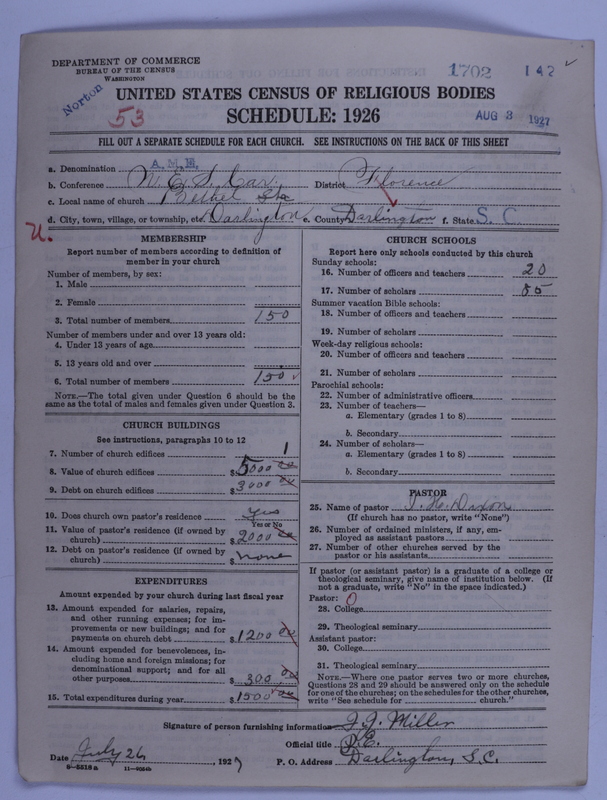 DEPARTMENT OF COMMERCE
BUREAU OF THE CENSUS
WASHINGTON
1702 142
Norton
53
UNITED STATES CENSUS OF RELIGIOUS BODIES
SCHEDULE: 1926
AUG 3 1927
FILL OUT A SEPARATE SCHEDULE FOR EACH CHURCH. SEE INSTRUCTIONS ON THE BACK OF THIS SHEET
a. Denomination A.M.E.
b. Conference N.E.S. Car. District Florence
c. Local name of church Bethel Sta
d. City, town, village, or township, etc. Darlington e. County Darlington f. State S. C.
U.
MEMBERSHIP
Report number of members according to definition of
member in your church
Number of members, by sex:
1. Male
2. Female
3. Total number of members 150
Number of members under and over 13 years old:
4. Under 13 years of age
5. 13 years old and over
6. Total number of members 150
NOTE.—The total given under Question 6 should be the
same as the total of males and females given under Question 3.
CHURCH BUILDINGS
See instructions, paragraphs 10 to 12
7. Number of church edifices 1
8. Value of church edifices $5000 00
9. Debt on church edifices $3000 00
10. Does church own pastor's residence Yes
Yes or No
11. Value of pastor's residence (if owned by
church) $2000 00
12. Debt on pastor's residence (if owned by
church) $ none
EXPENDITURES
Amount expended by your church during last fiscal year
13. Amount expended for salaries, repairs,
and other running expenses; for im-
provements or new buildings; and for
payments on church debt $1200 00
14. Amount expended for benevolences, in-
cluding home and foreign missions; for
denominational support; and for all
other purposes $300.00
15. Total expenditures during year $1500 00
CHURCH SCHOOLS
Report here only schools conducted by this church
Sunday schools:
16. Number of officers and teachers 20
17. Number of scholars 85
Summer vacation Bible schools:
18. Number of officers and teachers
19. Number of scholars
Week-day religious schools:
20. Number of officers and teachers
21. Number of scholars
Parochial schools:
22. Number of administrative officers
23. Number of teachers—
a. Elementary (grades 1 to 8)
b. Secondary
24. Number of scholars—
a. Elementary (grades 1 to 8)
b. Secondary
PASTOR
25. Name of pastor I. H. Dixon
(If church has no pastor, write "None")
26. Number of ordained ministers, if any, em-
ployed as assistant pastors
27. Number of other churches served by the
pastor or his assistants
If pastor (or assistant pastor) is a graduate of a college or
theological seminary, give name of institution below. (If
not a graduate, write "No" in the space indicated.)
Pastor: O
28. College
29. Theological seminary
Assistant pastor:
30. College
31. Theological seminary
NOTE.—Where one pastor serves two or more churches,
Questions 28 and 29 should be answered only on the schedule
for one of the churches; on the schedules for the other churches,
write "See schedule for church."
Signature of person furnishing information J. J. Miller
Official title P.E.
Date July 26, 1927 P. O. Address Darlington, S.C.